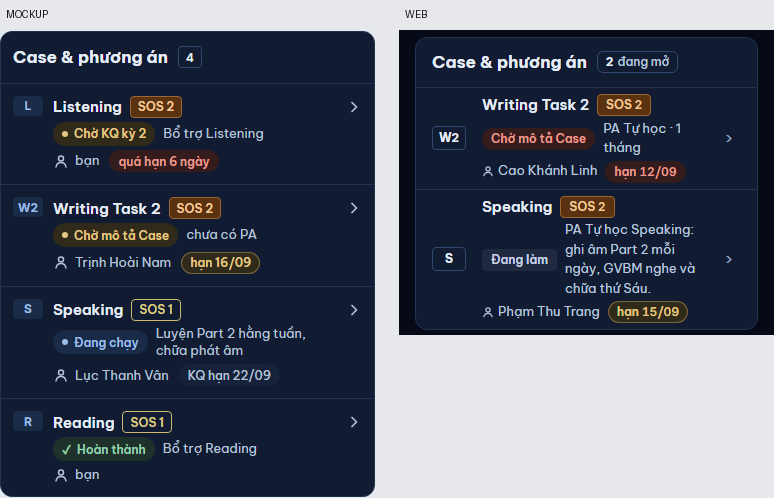 MOCKUP
Case & phương án 4
L Listening SOS 2
Chờ KQ kỳ 2 Bổ trợ Listening
bạn quá hạn 6 ngày
W2 Writing Task 2 SOS 2
Chờ mô tả Case chưa có PA
Trịnh Hoài Nam hạn 16/09
S Speaking SOS 1
Đang chạy Luyện Part 2 hằng tuần,
chữa phát âm
Lục Thanh Vân KQ hạn 22/09
R Reading SOS 1
✓ Hoàn thành Bổ trợ Reading
bạn
WEB
Case & phương án 2 đang mở
Writing Task 2 SOS 2
W2 Chờ mô tả Case PA Tự học · 1
tháng
Cao Khánh Linh hạn 12/09
Speaking SOS 2
PA Tự học Speaking:
ghi âm Part 2 mỗi
S Đang làm ngày, GVBM nghe và
chữa thứ Sáu.
Phạm Thu Trang hạn 15/09